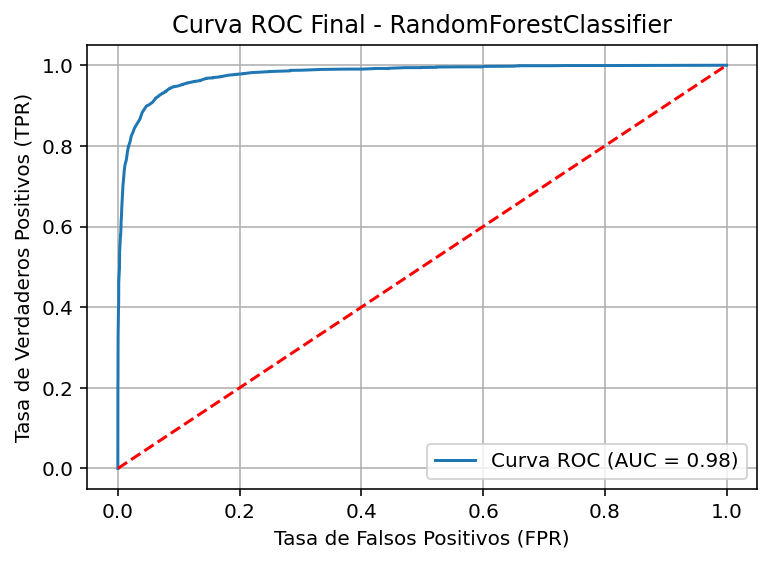 Curva ROC Final - RandomForestClassifier
Tasa de Verdaderos Positivos (TPR)
1.0
0.8
0.6
0.4
0.2
0.0
Curva ROC (AUC = 0.98)
0.0 0.2 0.4 0.6 0.8 1.0
Tasa de Falsos Positivos (FPR)